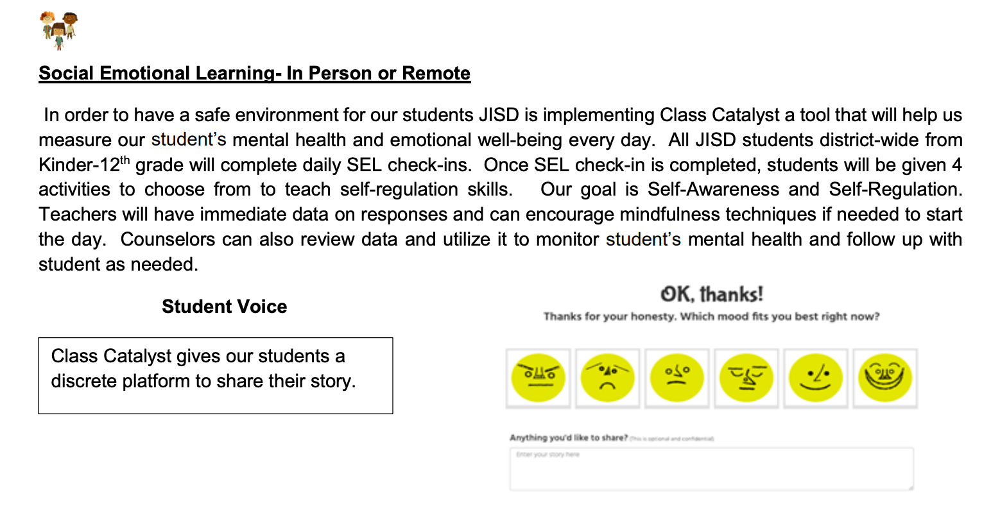 Social Emotional Learning- In Person or Remote
In order to have a safe environment for our students JISD is implementing Class Catalyst a tool that will help us
measure our student’s mental health and emotional well-being every day. All JISD students district-wide from
Kinder-12th grade will complete daily SEL check-ins. Once SEL check-in is completed, students will be given 4
activities to choose from to teach self-regulation skills. Our goal is Self-Awareness and Self-Regulation.
Teachers will have immediate data on responses and can encourage mindfulness techniques if needed to start
the day. Counselors can also review data and utilize it to monitor student’s mental health and follow up with
student as needed.
Student Voice
Class Catalyst gives our students a
discrete platform to share their story.
OK, thanks!
Thanks for your honesty. Which mood fits you best right now?
Anything you'd like to share? (This is optional and confidential)
Enter your story here